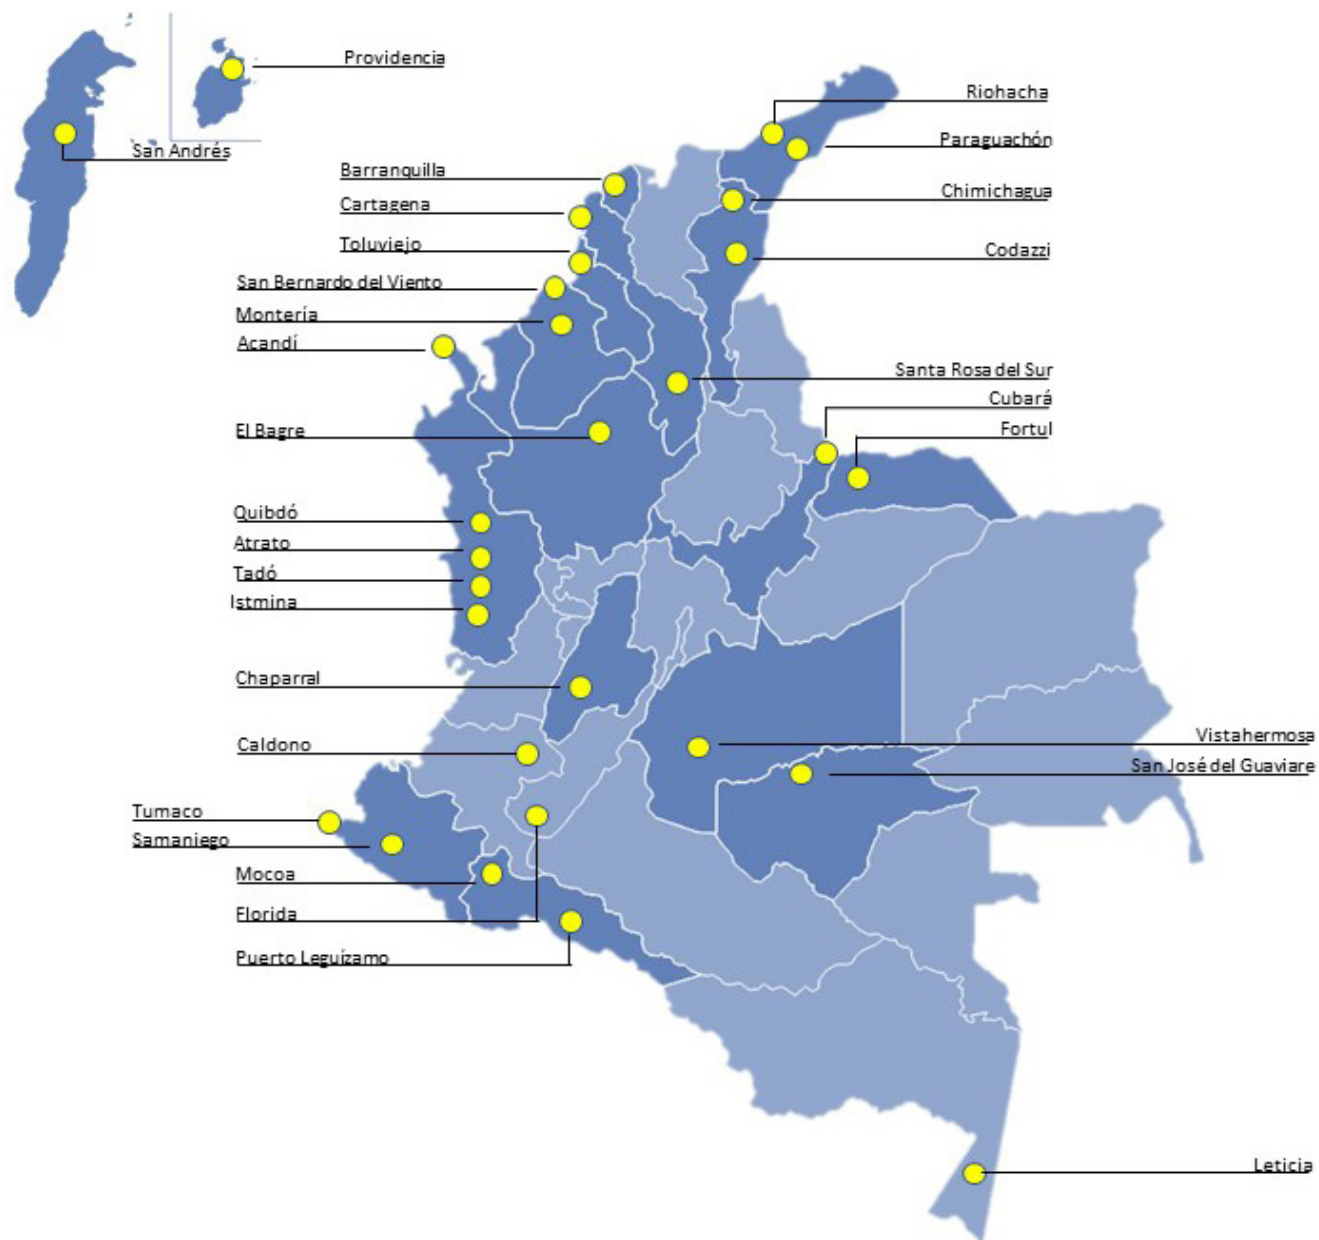 Providencia
San Andrés
Riohacha
Paraguachón
Barranquilla
Chimichagua
Cartagena
Toluviejo
Codazzi
San Bernardo del Viento
Montería
Acandí
Santa Rosa del Sur
Cubará
Fortul
El Bagre
Quibdó
Atrato
Tadó
Istmina
Chaparral
Caldono
Vistahermosa
San José del Guaviare
Tumaco
Samaniego
Mocoa
Florida
Puerto Leguízamo
Leticia